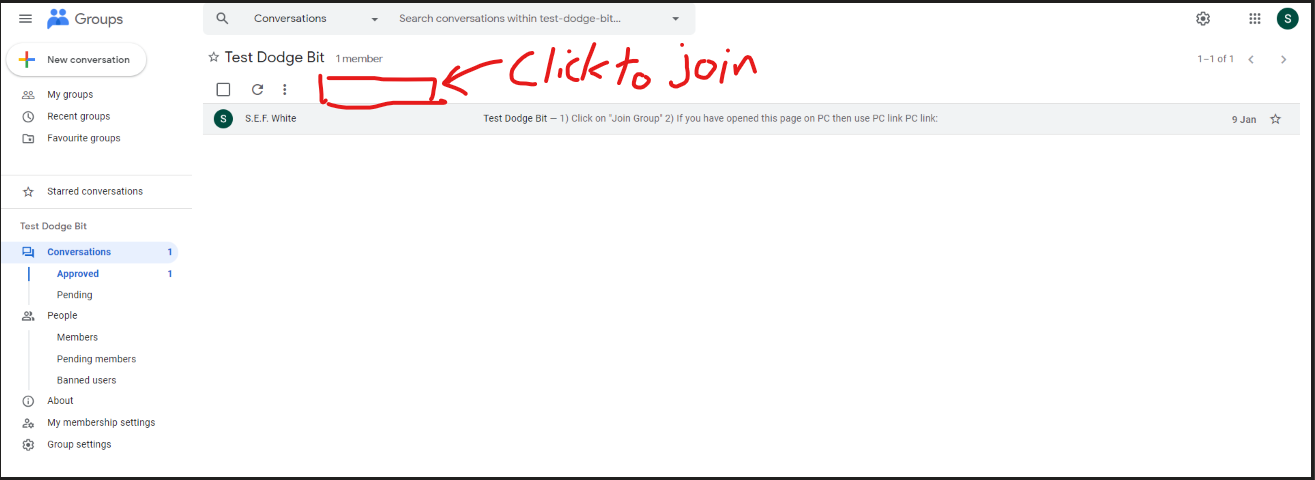 Groups
Conversations
Search conversations within test-dodge-bit...
S
New conversation
Test Dodge Bit 1 member
Click to join
1–1 of 1
My groups
Recent groups
Favourite groups
S S.E.F. White Test Dodge Bit – 1) Click on "Join Group" 2) If you have opened this page on PC then use PC link PC link: 9 Jan
Starred conversations
Test Dodge Bit
Conversations 1
Approved 1
Pending
People
Members
Pending members
Banned users
About
My membership settings
Group settings